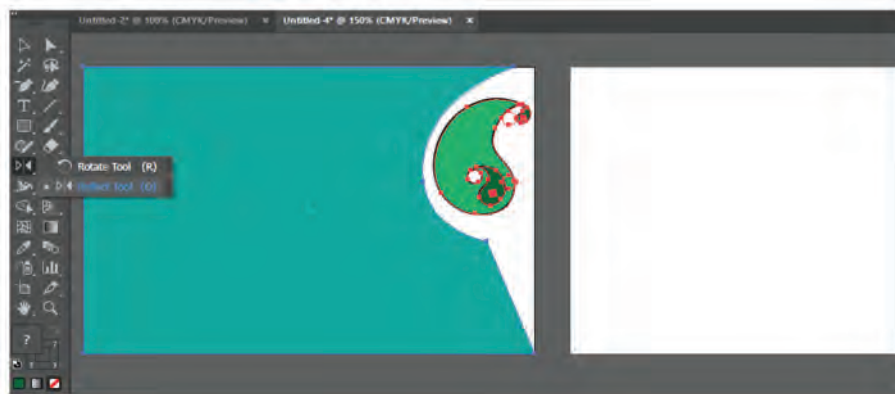 Untitled-2* @ 100% (CMYK/Preview) × Untitled-4* @ 150% (CMYK/Preview) ×
T
Rotate Tool (R)
Reflect Tool (O)
?
?